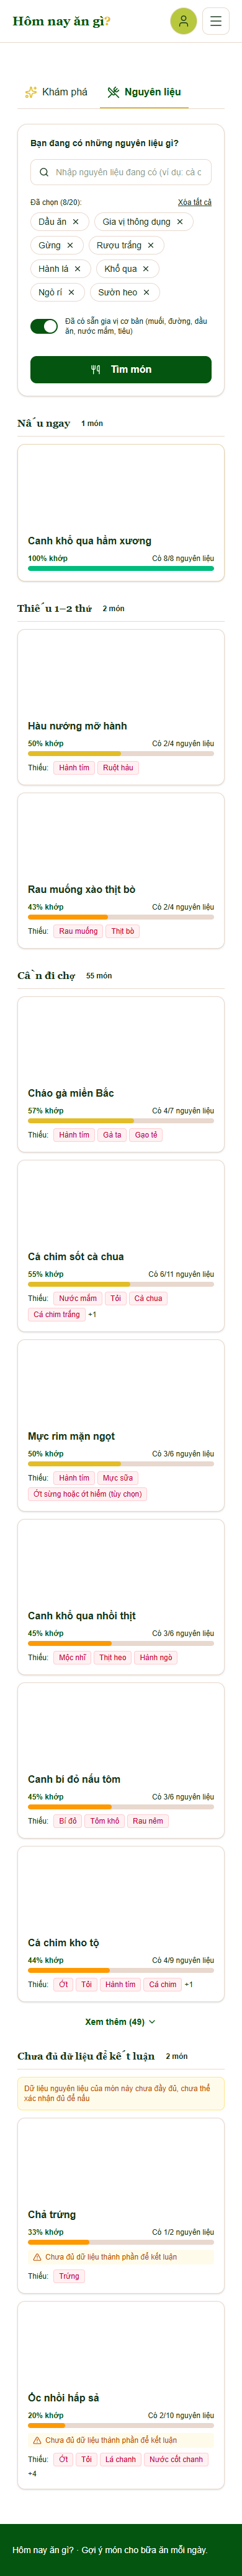 Hôm nay ăn gì?
Khám phá
Nguyên liệu
Bạn đang có những nguyên liệu gì?
Nhập nguyên liệu đang có (ví dụ: cà c
Đã chọn (8/20):
Xóa tất cả
Dầu ăn ×
Gia vị thông dụng ×
Gừng ×
Rượu trắng ×
Hành lá ×
Khổ qua ×
Ngò rí ×
Sườn heo ×
Đã có sẵn gia vị cơ bản (muối, đường, dầu
ăn, nước mắm, tiêu)
Tìm món
Nấu ngay 1 món
Canh khổ qua hầm xương
100% khớp Có 8/8 nguyên liệu
Thiếu 1–2 thứ 2 món
Hàu nướng mỡ hành
50% khớp Có 2/4 nguyên liệu
Thiếu: Hành tím Ruột hàu
Rau muống xào thịt bò
43% khớp Có 2/4 nguyên liệu
Thiếu: Rau muống Thịt bò
Cần đi chợ 55 món
Cháo gà miền Bắc
57% khớp Có 4/7 nguyên liệu
Thiếu: Hành tím Gà ta Gạo tẻ
Cá chim sốt cà chua
55% khớp Có 6/11 nguyên liệu
Thiếu: Nước mắm Tỏi Cà chua
Cá chim trắng +1
Mực rim mặn ngọt
50% khớp Có 3/6 nguyên liệu
Thiếu: Hành tím Mực sữa
Ớt sừng hoặc ớt hiểm (tùy chọn)
Canh khổ qua nhồi thịt
45% khớp Có 3/6 nguyên liệu
Thiếu: Mộc nhĩ Thịt heo Hành ngò
Canh bí đỏ nấu tôm
45% khớp Có 3/6 nguyên liệu
Thiếu: Bí đỏ Tôm khô Rau nêm
Cá chim kho tộ
44% khớp Có 4/9 nguyên liệu
Thiếu: Ớt Tỏi Hành tím Cá chim +1
Xem thêm (49)
Chưa đủ dữ liệu để kết luận 2 món
Dữ liệu nguyên liệu của món này chưa đầy đủ, chưa thể
xác nhận đủ để nấu
Chả trứng
33% khớp Có 1/2 nguyên liệu
Chưa đủ dữ liệu thành phần để kết luận
Thiếu: Trứng
Ốc nhồi hấp sả
20% khớp Có 2/10 nguyên liệu
Chưa đủ dữ liệu thành phần để kết luận
Thiếu: Ớt Tỏi Lá chanh Nước cốt chanh
+4
Hôm nay ăn gì? · Gợi ý món cho bữa ăn mỗi ngày.